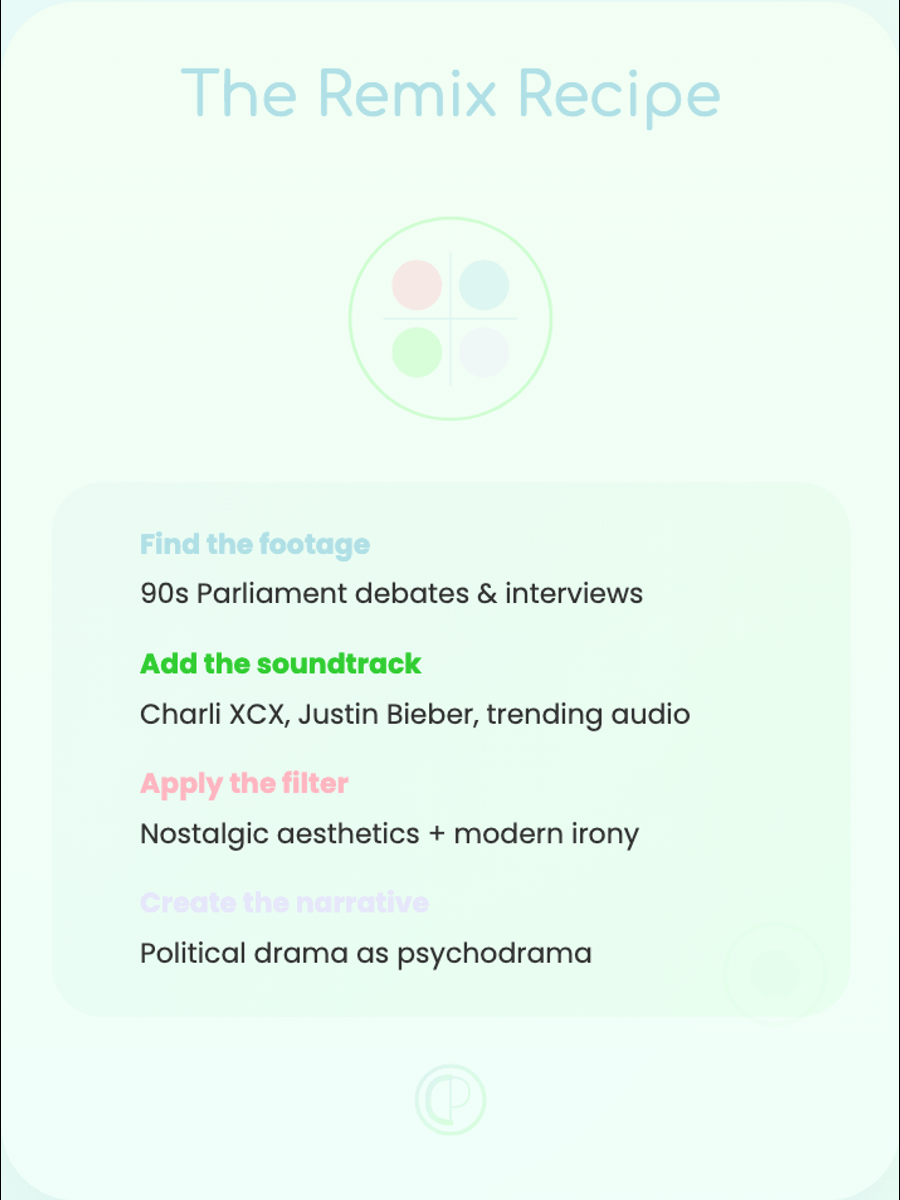 The Remix Recipe
Find the footage
90s Parliament debates & interviews
Add the soundtrack
Charli XCX, Justin Bieber, trending audio
Apply the filter
Nostalgic aesthetics + modern irony
Create the narrative
Political drama as psychodrama
CP